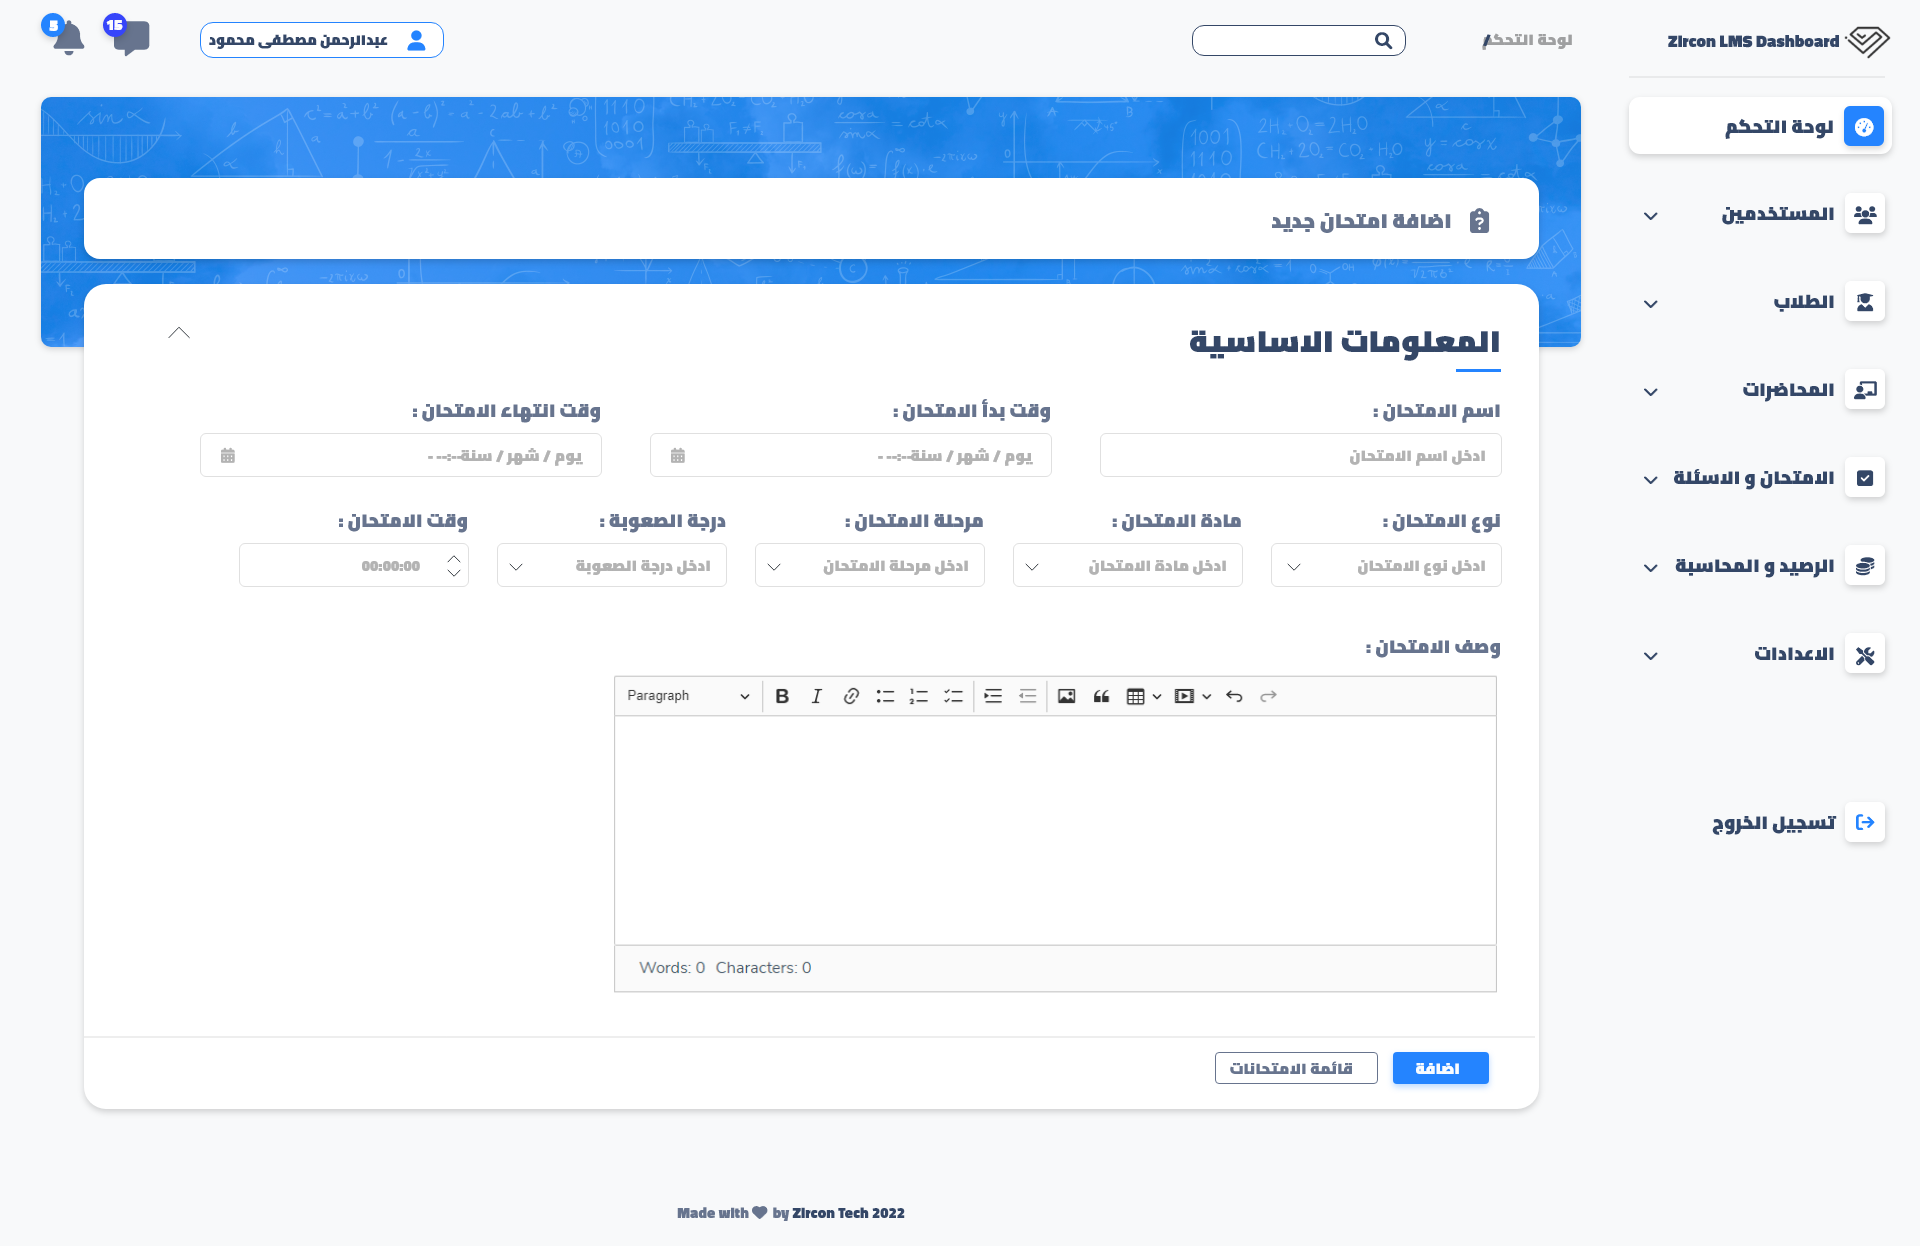 Zircon LMS Dashboard
لوحة التحكم /
عبدالرحمن مصطفى محمود
15
5
لوحة التحكم
المستخدمين
الطلاب
المحاضرات
الامتحان و الاسئلة
الرصيد و المحاسبة
الاعدادات
تسجيل الخروج
اضافة امتحان جديد
المعلومات الاساسية
اسم الامتحان :
وقت بدأ الامتحان :
وقت انتهاء الامتحان :
ادخل اسم الامتحان
يوم / شهر / سنة--:-- -
يوم / شهر / سنة--:-- -
نوع الامتحان :
مادة الامتحان :
مرحلة الامتحان :
درجة الصعوبة :
وقت الامتحان :
ادخل نوع الامتحان
ادخل مادة الامتحان
ادخل مرحلة الامتحان
ادخل درجة الصعوبة
00:00:00
وصف الامتحان :
Paragraph
Words: 0 Characters: 0
اضافة
قائمة الامتحانات
Made with by Zircon Tech 2022